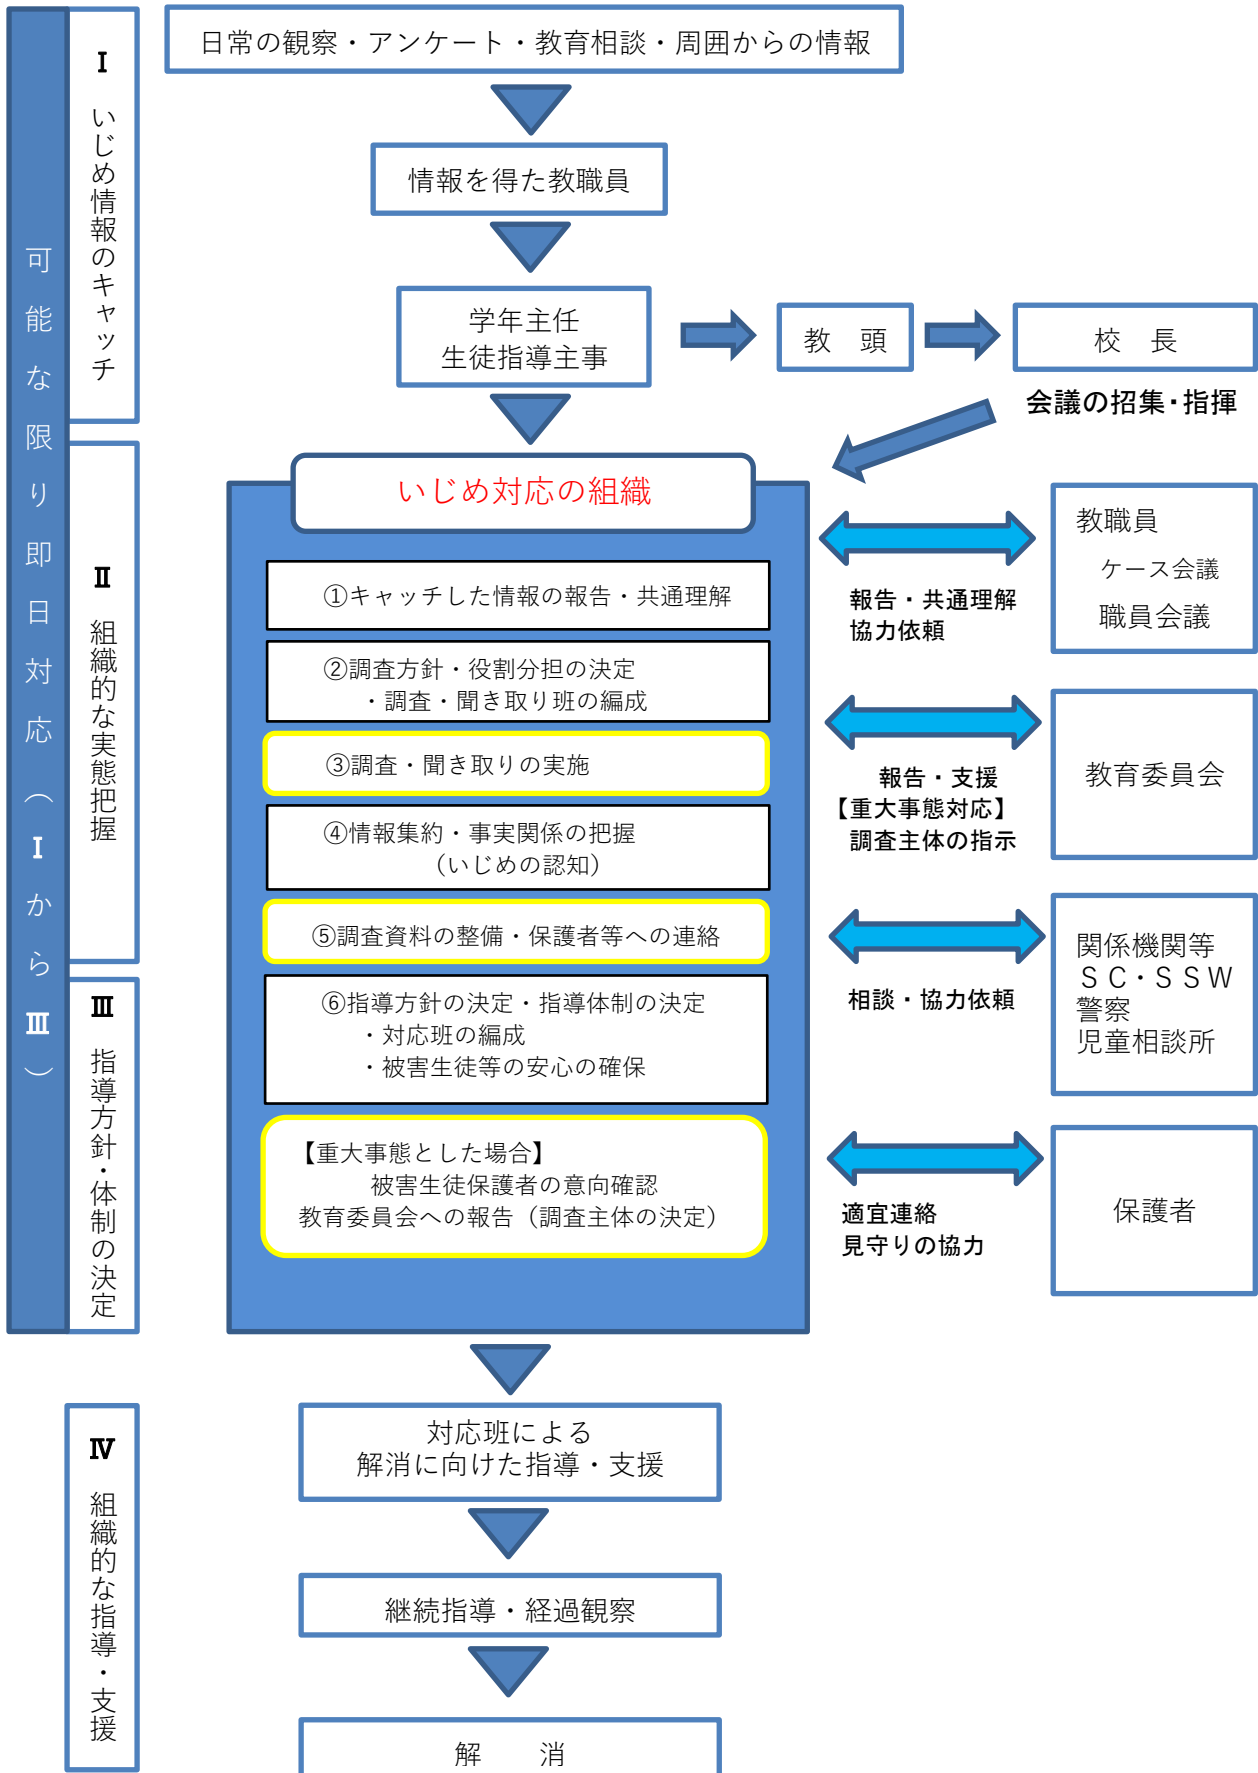 可能な限り即日対応（ⅠからⅢ）
Ⅰ いじめ情報のキャッチ
日常の観察・アンケート・教育相談・周囲からの情報
情報を得た教職員
学年主任
生徒指導主事
教　頭
校　長
会議の招集・指揮
Ⅱ 組織的な実態把握
いじめ対応の組織
①キャッチした情報の報告・共通理解
②調査方針・役割分担の決定
・調査・聞き取り班の編成
③調査・聞き取りの実施
④情報集約・事実関係の把握
（いじめの認知）
⑤調査資料の整備・保護者等への連絡
Ⅲ 指導方針・体制の決定
⑥指導方針の決定・指導体制の決定
・対応班の編成
・被害生徒等の安心の確保
【重大事態とした場合】
被害生徒保護者の意向確認
教育委員会への報告（調査主体の決定）
報告・共通理解
協力依頼
教職員
ケース会議
職員会議
報告・支援
【重大事態対応】
調査主体の指示
教育委員会
相談・協力依頼
関係機関等
ＳＣ・ＳＳＷ
警察
児童相談所
適宜連絡
見守りの協力
保護者
Ⅳ 組織的な指導・支援
対応班による
解消に向けた指導・支援
継続指導・経過観察
解　　消